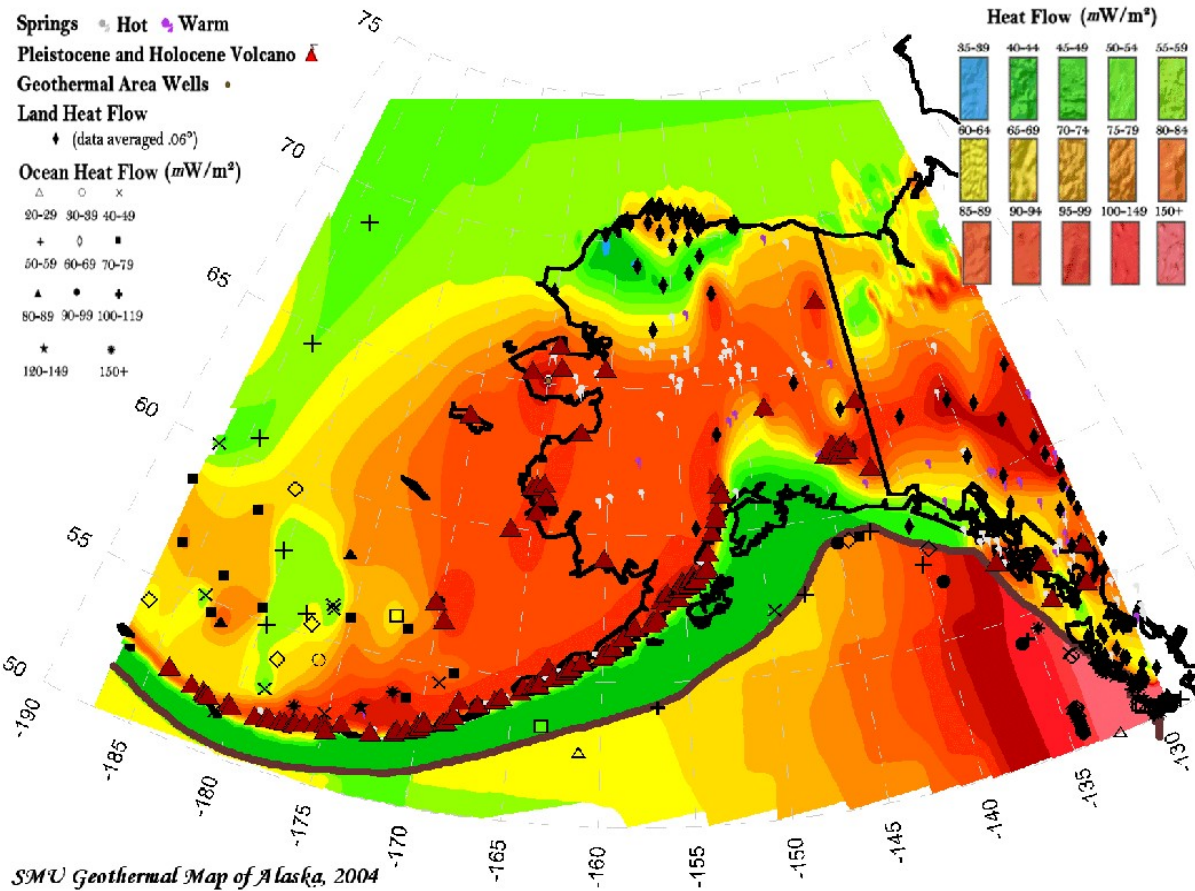 Springs Hot Warm
Pleistocene and Holocene Volcano
Geothermal Area Wells
Land Heat Flow
(data averaged .06°)
Ocean Heat Flow (mW/m²)
20-29 30-39 40-49
50-59 60-69 70-79
80-89 90-99 100-119
120-149 150+
Heat Flow (mW/m²)
35-39 40-44 45-49 50-54 55-59
60-64 65-69 70-74 75-79 80-84
85-89 90-94 95-99 100-149 150+
75
70
65
60
55
50
-190
-185
-180
-175
-170
-165
-160
-155
-150
-145
-140
-135
-130
SMU Geothermal Map of Alaska, 2004